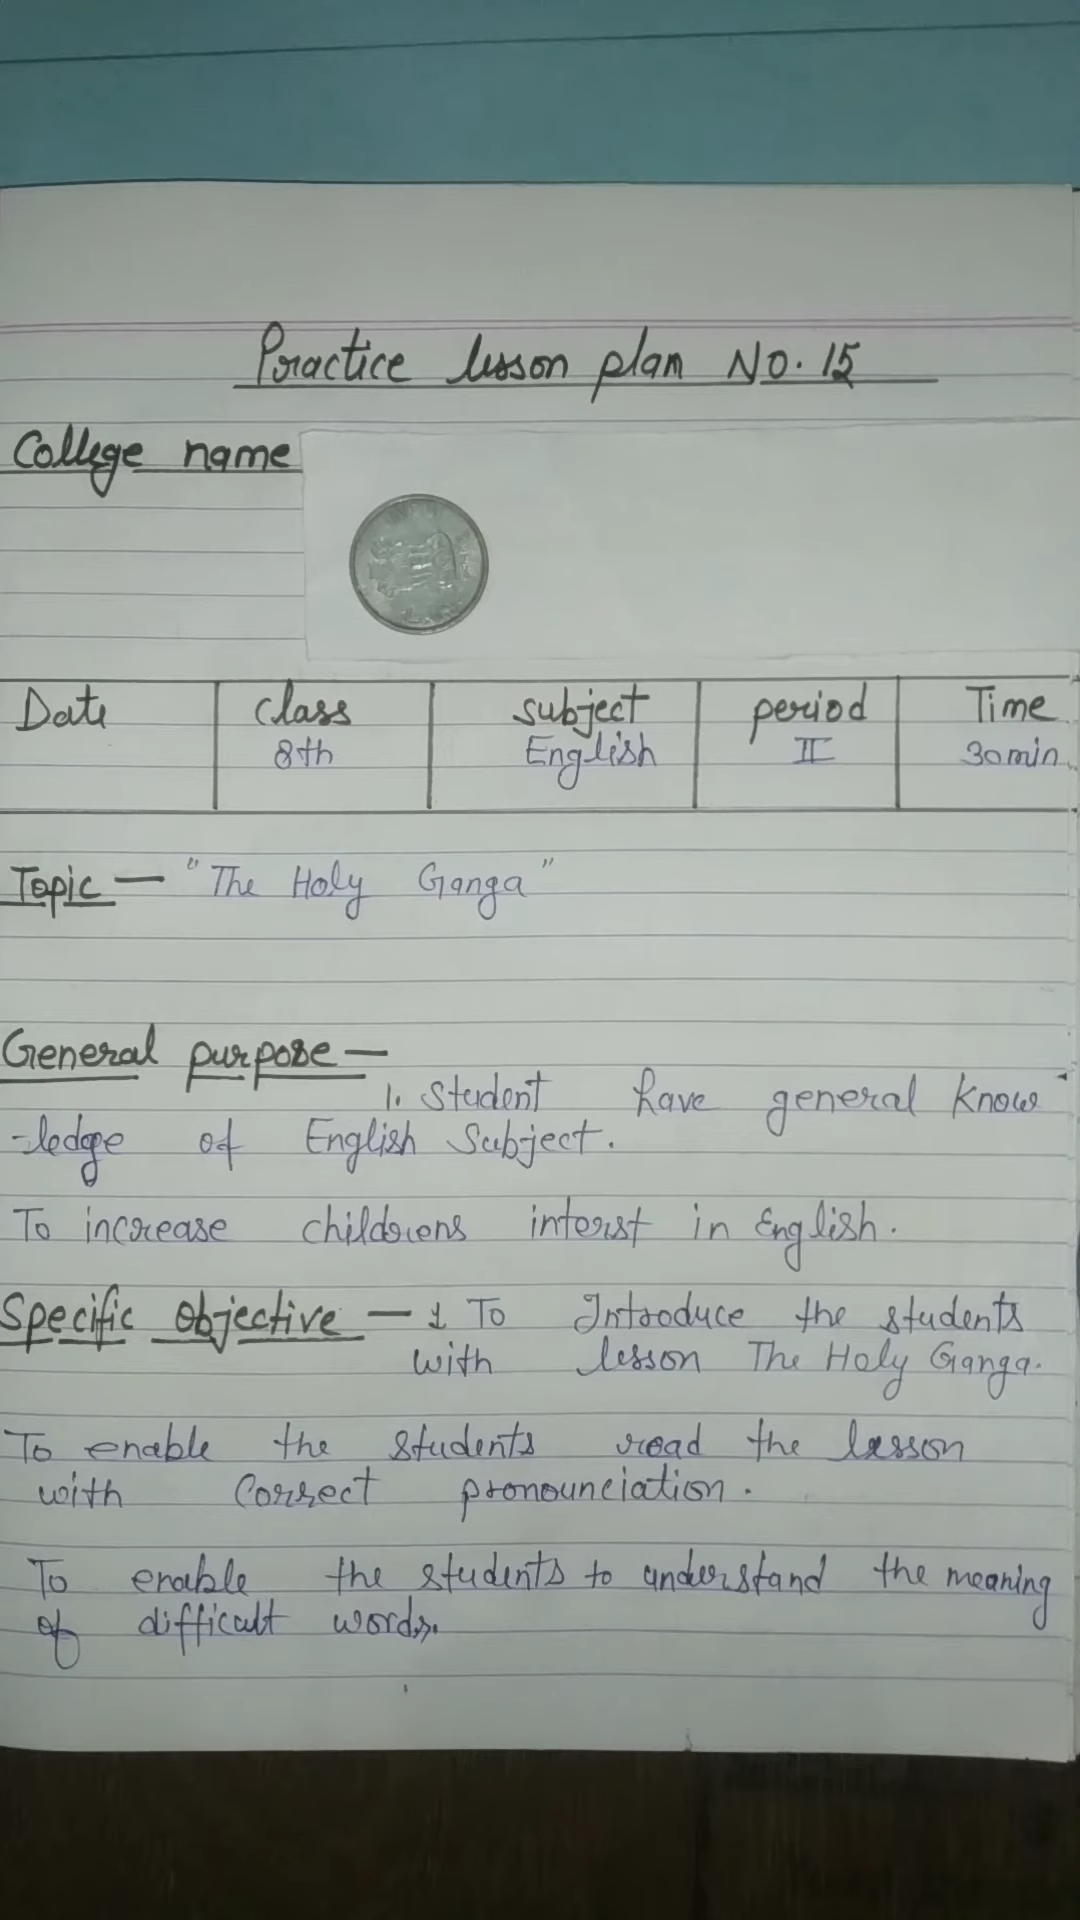 Practice lesson plan No. 15
College name
Date class subject period Time
8th English II 30min
Topic — "The Holy Ganga"
General purpose —
1. Student have general know
-ledge of English Subject.
To increase childrens interst in English.
Specific objective — 1 To Introduce the students
with lesson The Holy Ganga.
To enable the students read the lesson
with Correct pronounciation.
To enable the students to understand the meaning
of difficult words.